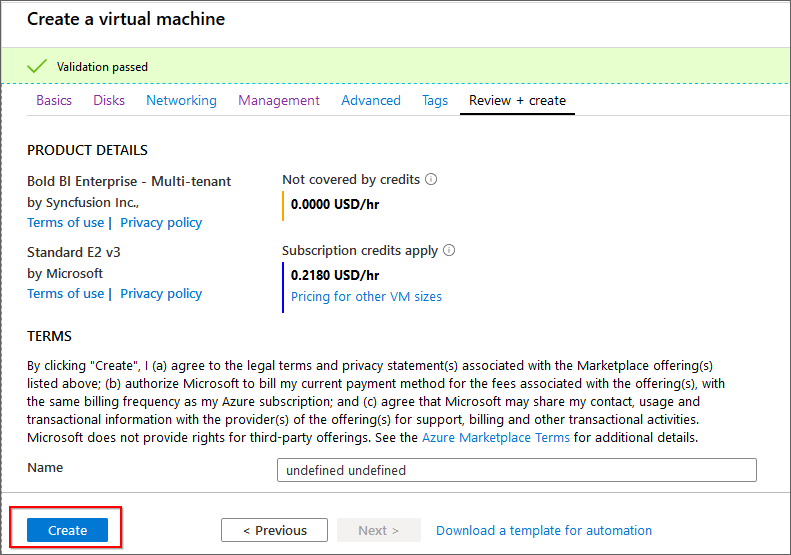 Create a virtual machine
Validation passed
Basics Disks Networking Management Advanced Tags Review + create
PRODUCT DETAILS
Bold BI Enterprise - Multi-tenant
by Syncfusion Inc.,
Terms of use | Privacy policy
Not covered by credits
0.0000 USD/hr
Standard E2 v3
by Microsoft
Terms of use | Privacy policy
Subscription credits apply
0.2180 USD/hr
Pricing for other VM sizes
TERMS
By clicking "Create", I (a) agree to the legal terms and privacy statement(s) associated with the Marketplace offering(s)
listed above; (b) authorize Microsoft to bill my current payment method for the fees associated with the offering(s), with
the same billing frequency as my Azure subscription; and (c) agree that Microsoft may share my contact, usage and
transactional information with the provider(s) of the offering(s) for support, billing and other transactional activities.
Microsoft does not provide rights for third-party offerings. See the Azure Marketplace Terms for additional details.
Name undefined undefined
Create < Previous Next > Download a template for automation